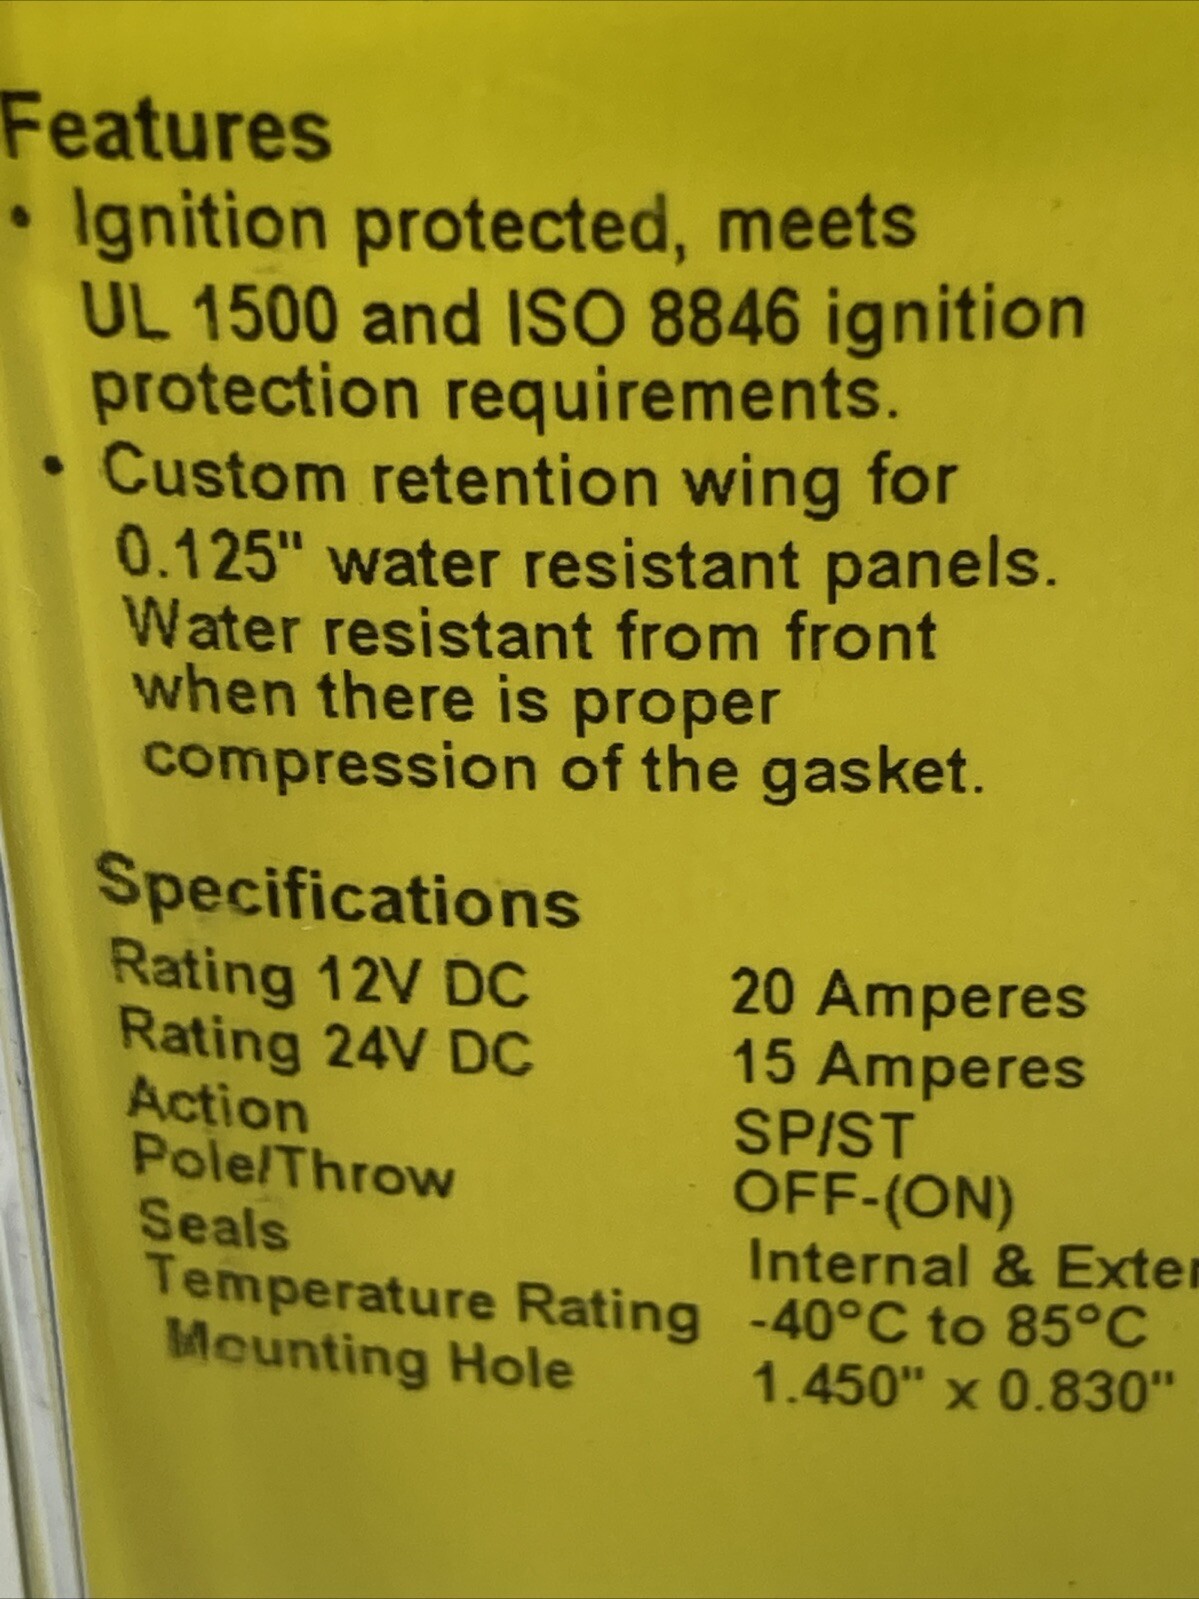 Features
• Ignition protected, meets
UL 1500 and ISO 8846 ignition
protection requirements.
• Custom retention wing for
0.125" water resistant panels.
Water resistant from front
when there is proper
compression of the gasket.
Specifications
Rating 12V DC 20 Amperes
Rating 24V DC 15 Amperes
Action SP/ST
Pole/Throw OFF-(ON)
Seals Internal & Exter
Temperature Rating -40°C to 85°C
Mounting Hole 1.450" x 0.830"